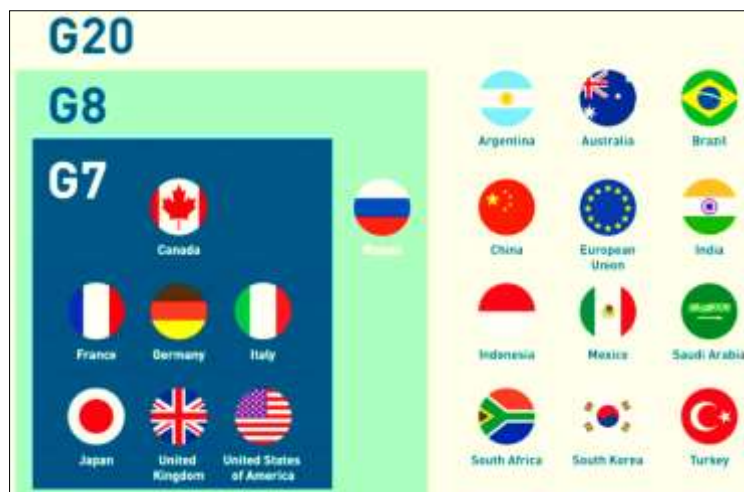 G20
G8
G7
Canada
Russia
France Germany Italy
Japan United Kingdom United States of America
Argentina Australia Brazil
China European Union India
Indonesia Mexico Saudi Arabia
South Africa South Korea Turkey